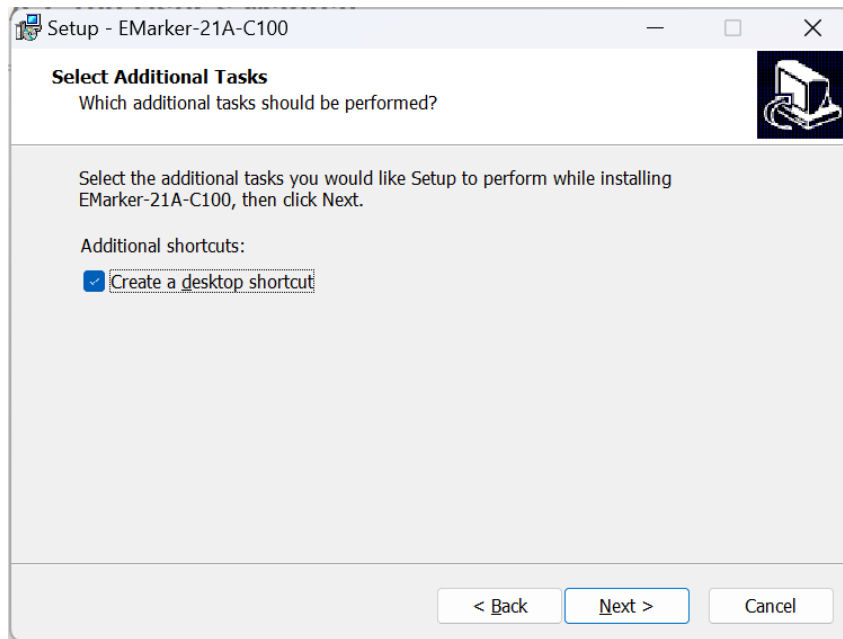 Setup - EMarker-21A-C100
Select Additional Tasks
Which additional tasks should be performed?
Select the additional tasks you would like Setup to perform while installing
EMarker-21A-C100, then click Next.
Additional shortcuts:
Create a desktop shortcut
< Back
Next >
Cancel